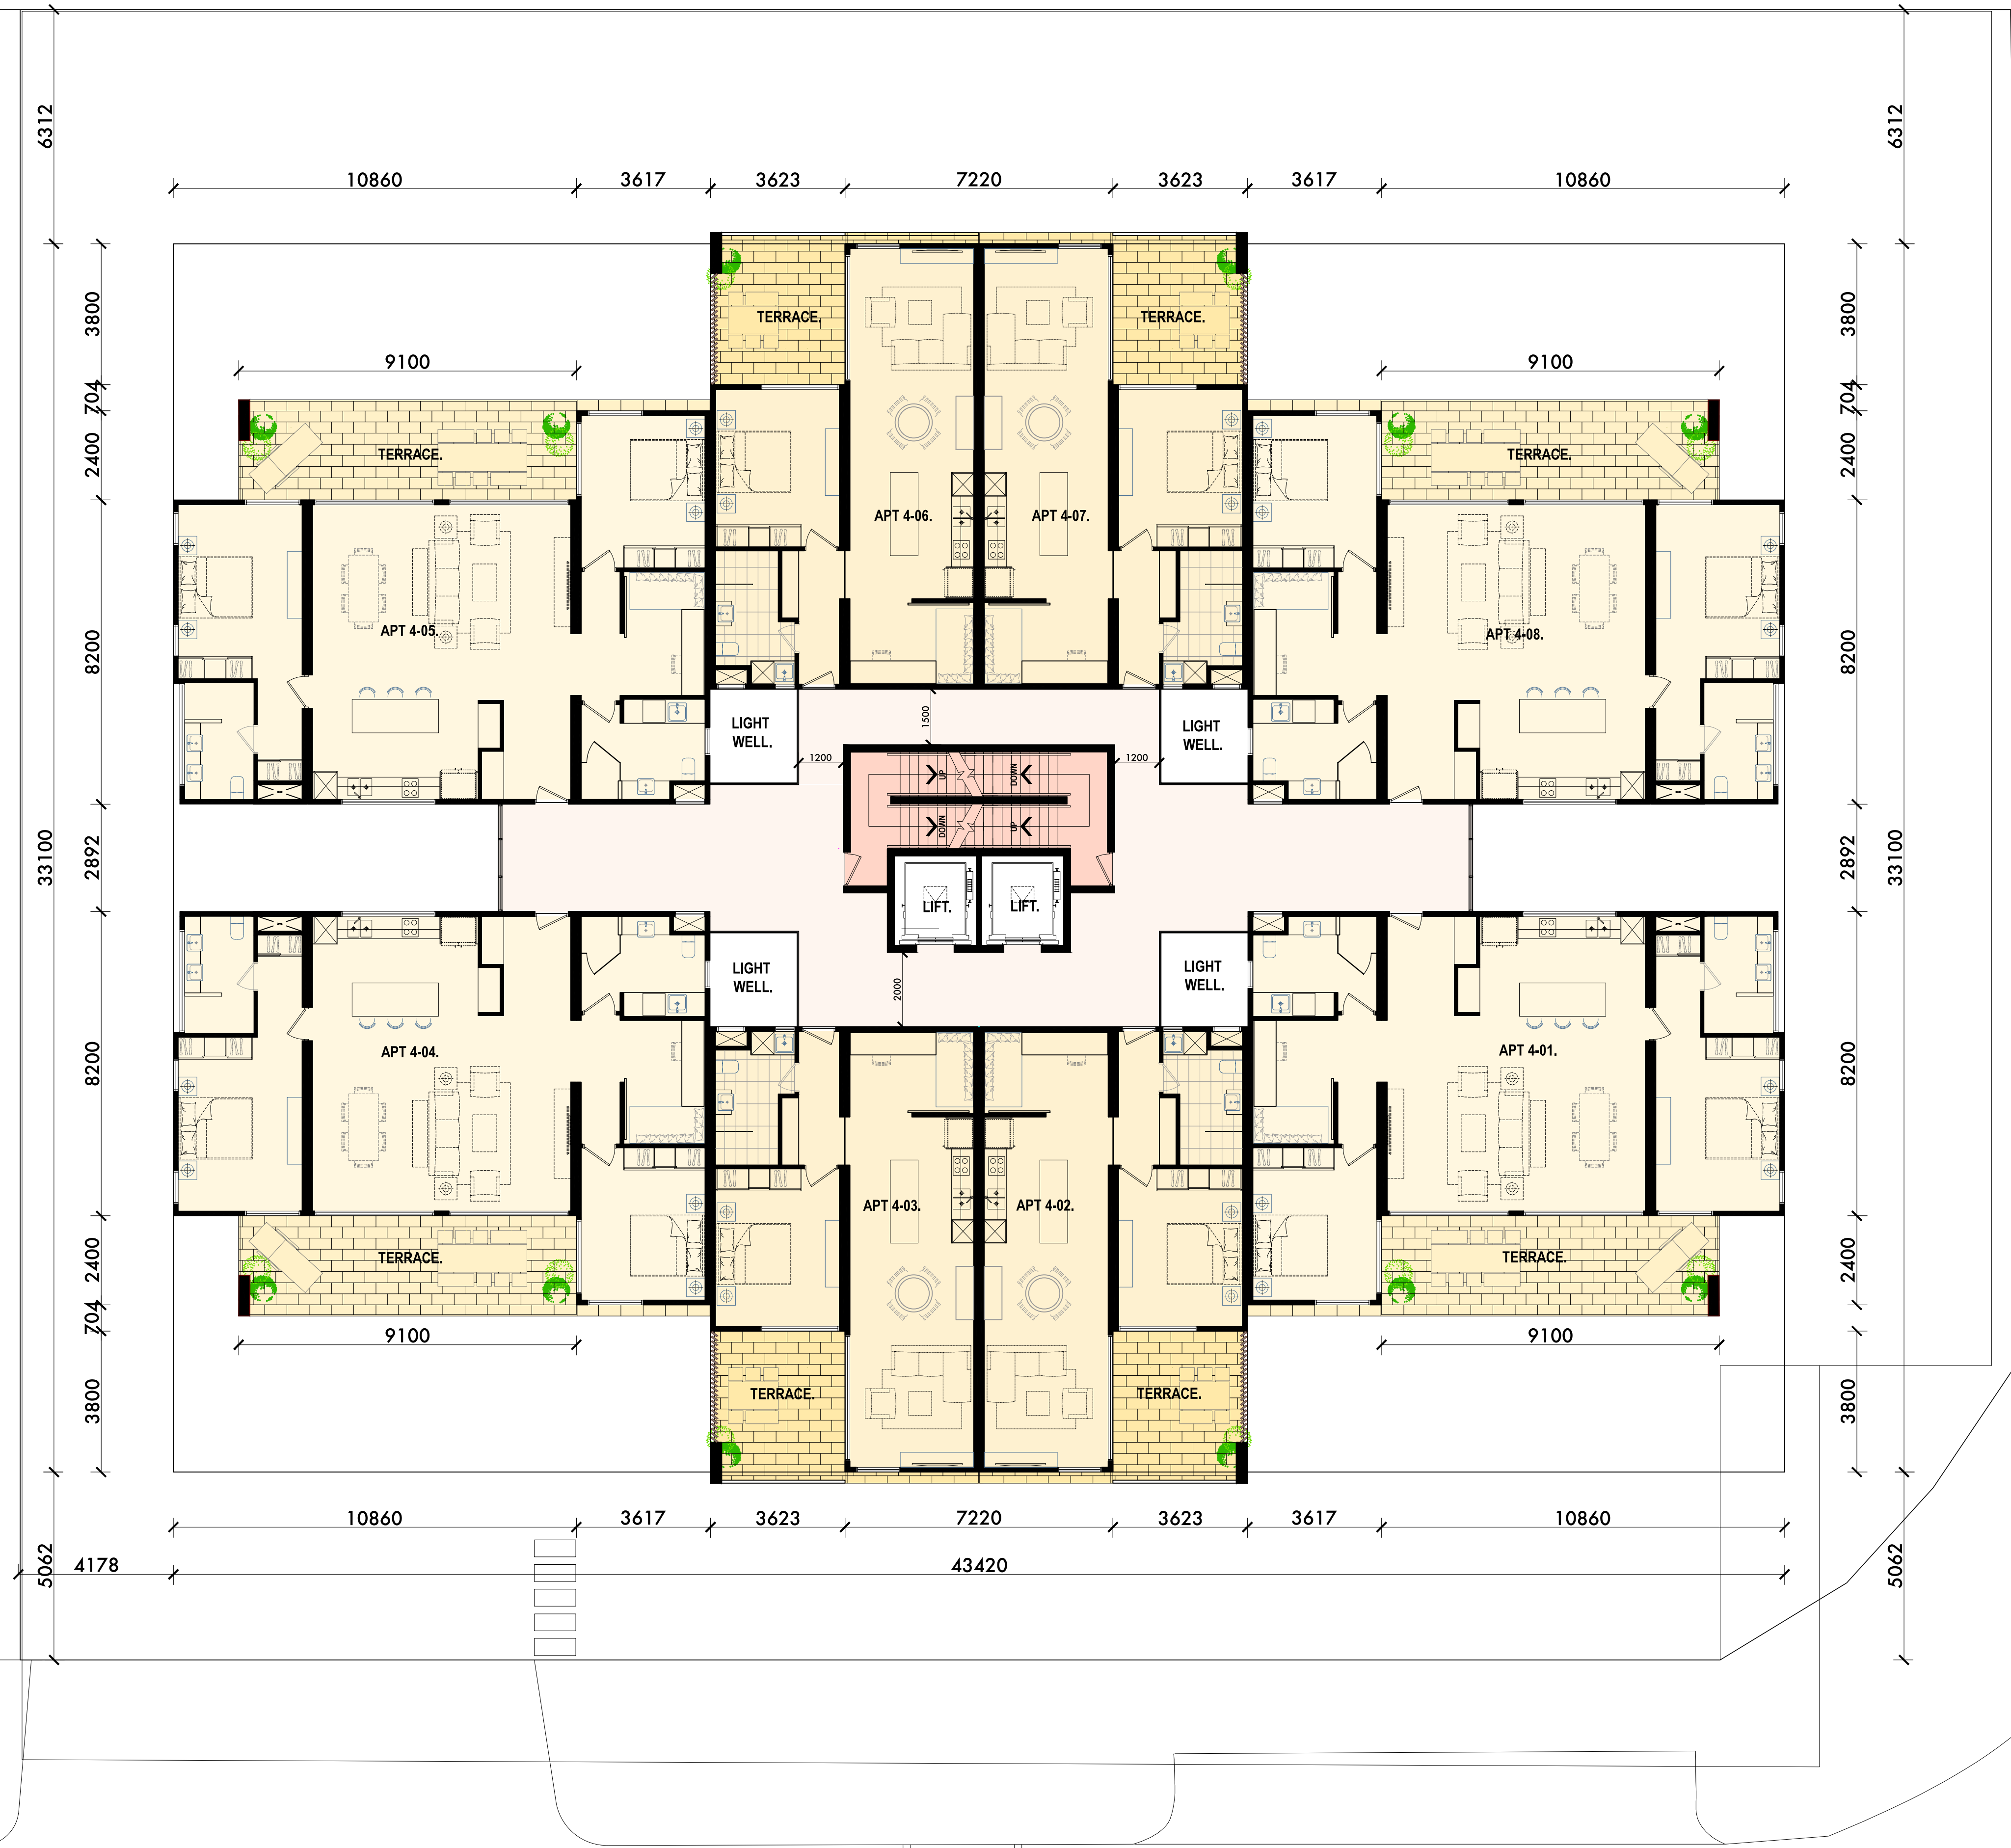 6312
6312
10860 3617 3623 7220 3623 3617 10860
3800
3800
TERRACE.
TERRACE.
9100
9100
704
704
2400
2400
TERRACE.
TERRACE.
APT 4-06.
APT 4-07.
APT 4-05.
APT 4-08.
8200
8200
LIGHT
WELL.
1500
LIGHT
WELL.
1200
1200
UP
DOWN
DOWN
UP
33100
2892
2892
33100
LIFT.
LIFT.
LIGHT
WELL.
2000
LIGHT
WELL.
APT 4-04.
APT 4-01.
8200
8200
APT 4-03.
APT 4-02.
2400
TERRACE.
TERRACE.
2400
704
9100
9100
3800
TERRACE.
TERRACE.
3800
10860 3617 3623 7220 3623 3617 10860
5062
4178
43420
5062